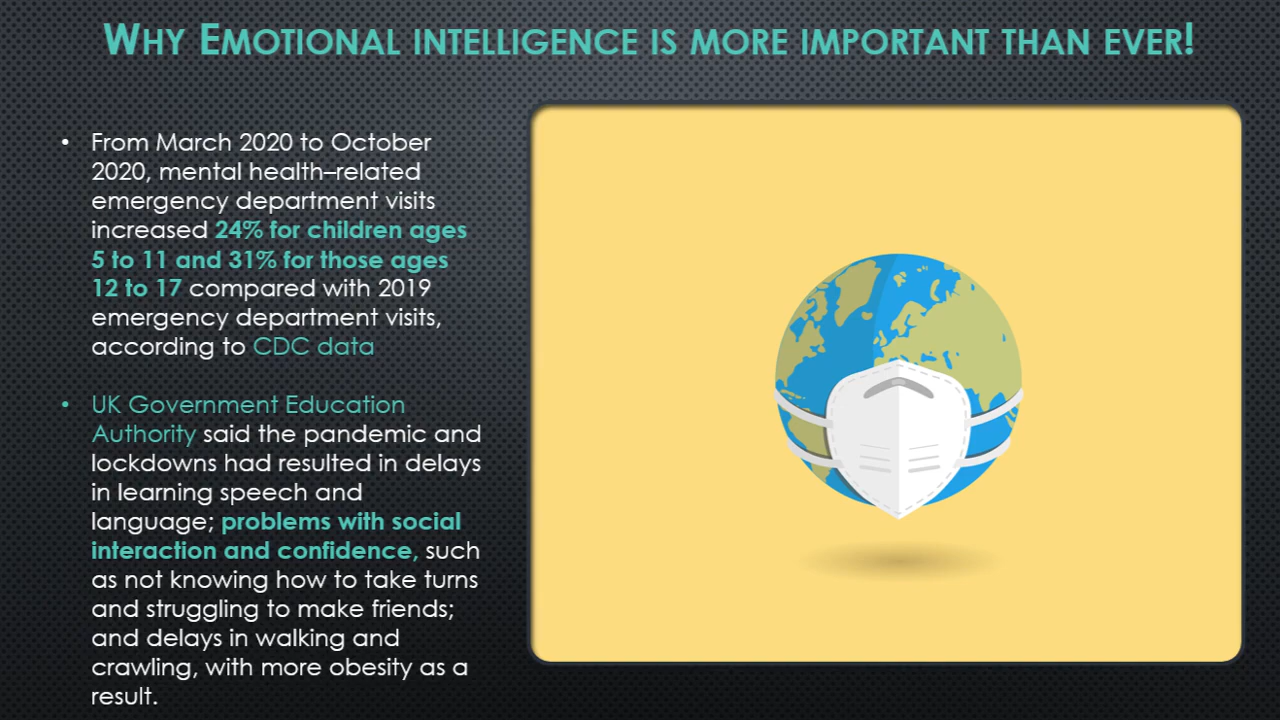 Why Emotional intelligence is more important than ever!
• From March 2020 to October
2020, mental health–related
emergency department visits
increased 24% for children ages
5 to 11 and 31% for those ages
12 to 17 compared with 2019
emergency department visits,
according to CDC data
• UK Government Education
Authority said the pandemic and
lockdowns had resulted in delays
in learning speech and
language; problems with social
interaction and confidence, such
as not knowing how to take turns
and struggling to make friends;
and delays in walking and
crawling, with more obesity as a
result.